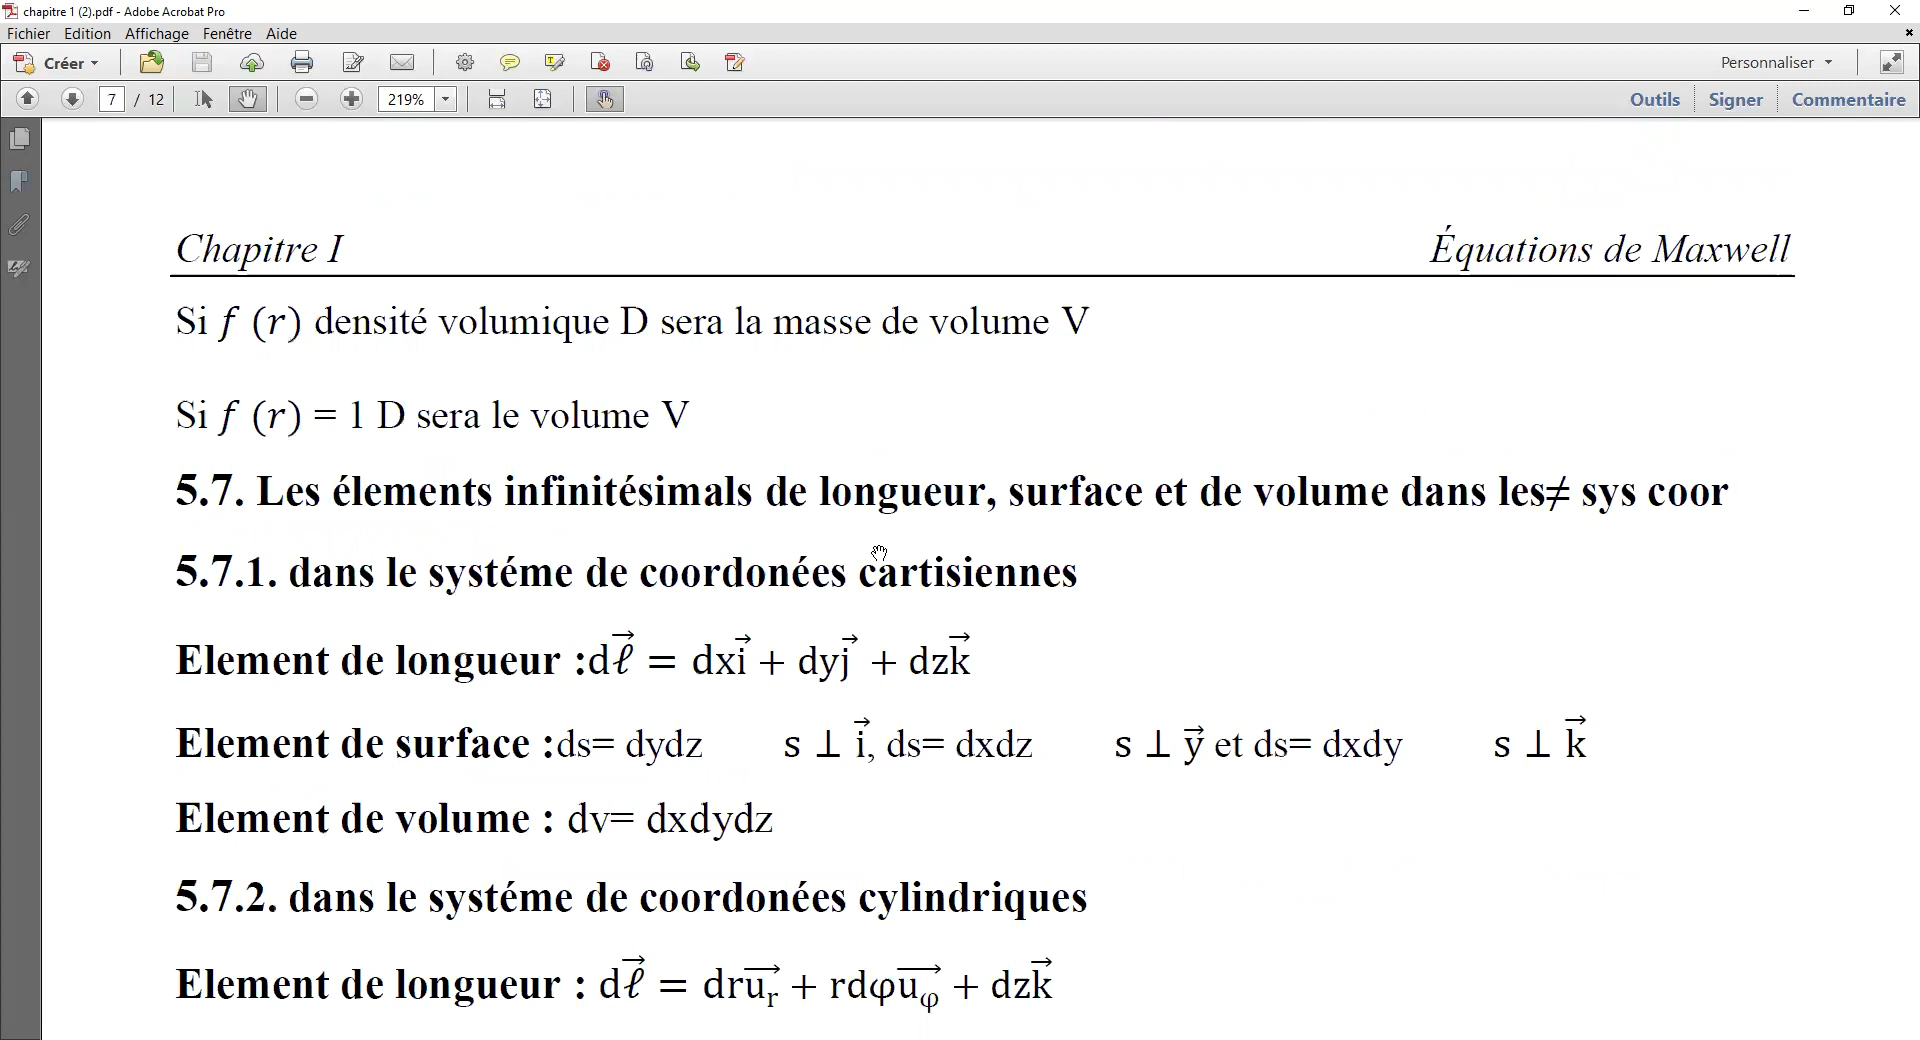 chapitre 1 (2).pdf - Adobe Acrobat Pro
Fichier Edition Affichage Fenêtre Aide
Créer Personnaliser
7 / 12 219% Outils Signer Commentaire
Chapitre I Équations de Maxwell
Si f (r) densité volumique D sera la masse de volume V
Si f (r) = 1 D sera le volume V
5.7. Les élements infinitésimals de longueur, surface et de volume dans les≠ sys coor
5.7.1. dans le systéme de coordonées cartisiennes
Element de longueur :dℓ⃗ = dxi⃗ + dyj⃗ + dzk⃗
Element de surface :ds= dydz s ⊥ i⃗, ds= dxdz s ⊥ y⃗ et ds= dxdy s ⊥ k⃗
Element de volume : dv= dxdydz
5.7.2. dans le systéme de coordonées cylindriques
Element de longueur : dℓ⃗ = dru⃗ᵣ + rdφu⃗ᵩ + dzk⃗